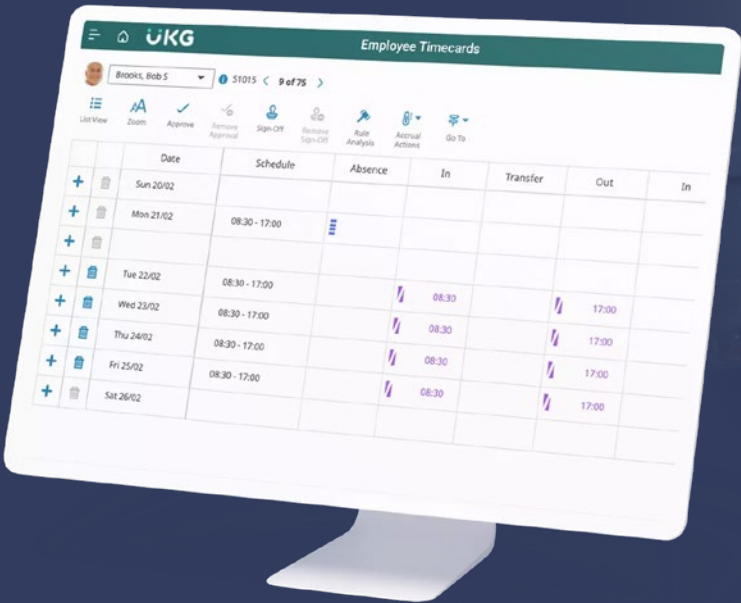 UKG
Employee Timecards
Brooks, Bob S
51015 < 9 of 75 >
List View Zoom Approve Remove Approval Sign-Off Remove Sign-Off Rule Analysis Accrual Actions Go To
Date Schedule Absence In Transfer Out In
Sun 20/02
Mon 21/02 08:30 - 17:00
Tue 22/02 08:30 - 17:00 08:30 17:00
Wed 23/02 08:30 - 17:00 08:30 17:00
Thu 24/02 08:30 - 17:00 08:30 17:00
Fri 25/02 08:30 - 17:00 08:30 17:00
Sat 26/02